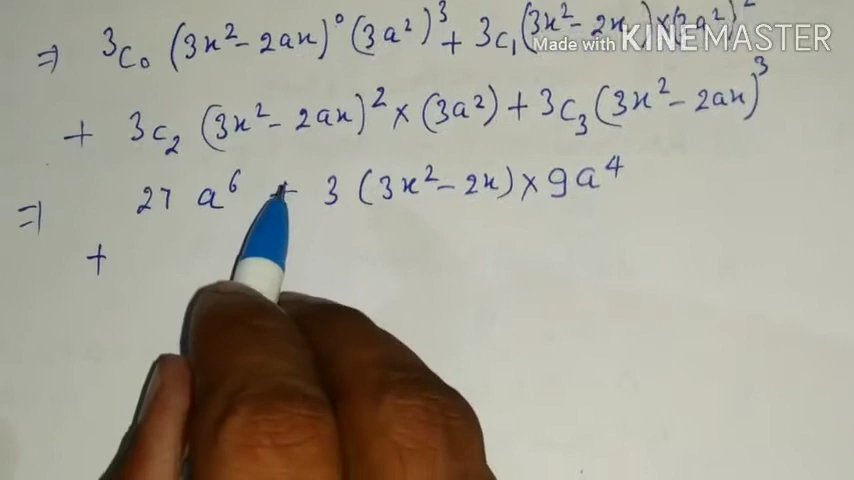 ⇒ ³C₀ (3x² - 2ax)⁰ (3a²)³ + 3C₁ (3x² - 2x ) × (3a²)²
Made with KINEMASTER
+ 3C₂ (3x² - 2ax)² × (3a²) + 3C₃ (3x² - 2ax)³
⇒ 27 a⁶ + 3 (3x² - 2x) × 9a⁴
+